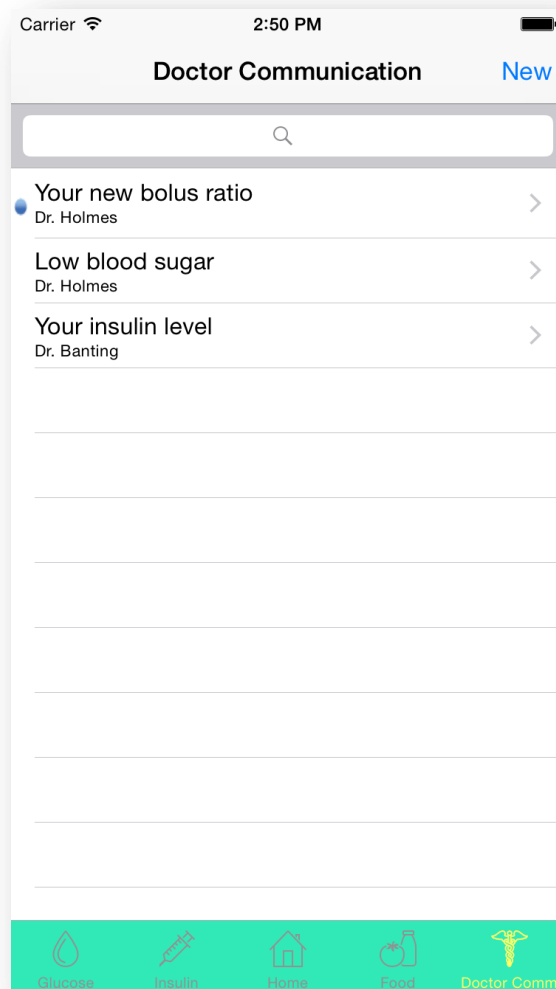 Carrier 2:50 PM
Doctor Communication New
Your new bolus ratio
Dr. Holmes
Low blood sugar
Dr. Holmes
Your insulin level
Dr. Banting
Glucose Insulin Home Food Doctor Comm